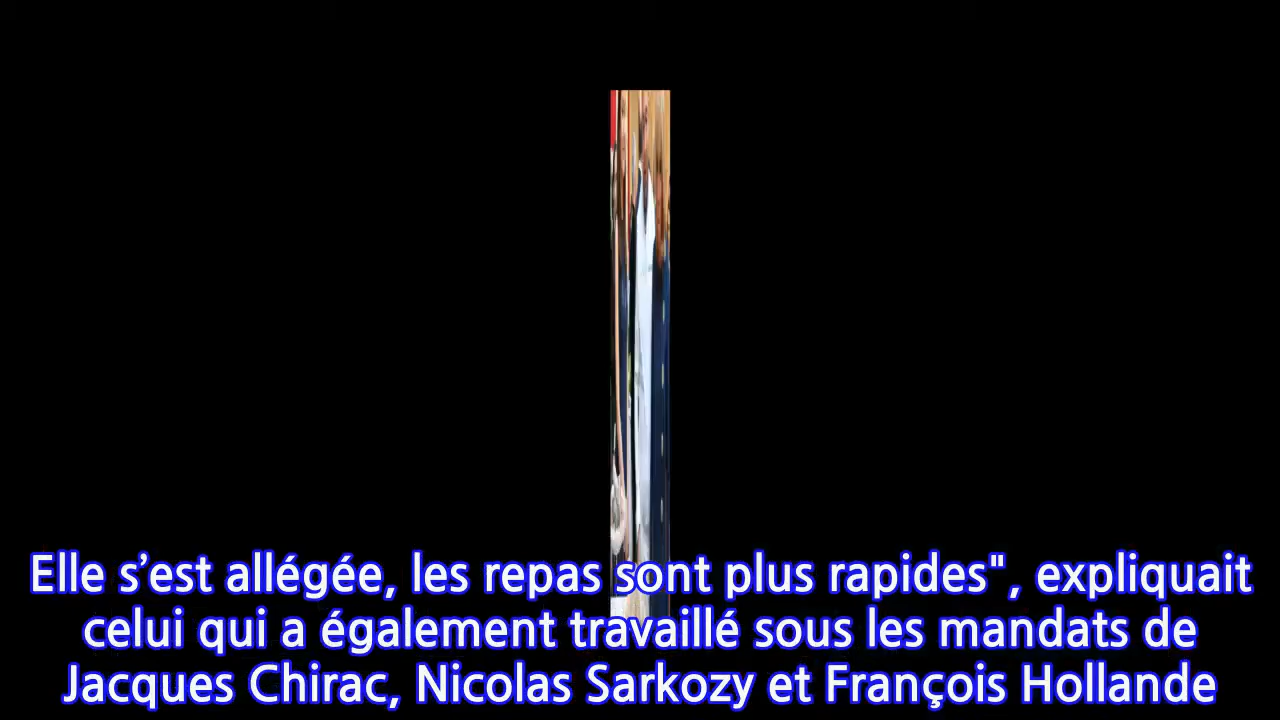 Elle s’est allégée, les repas sont plus rapides", expliquait
celui qui a également travaillé sous les mandats de
Jacques Chirac, Nicolas Sarkozy et François Hollande